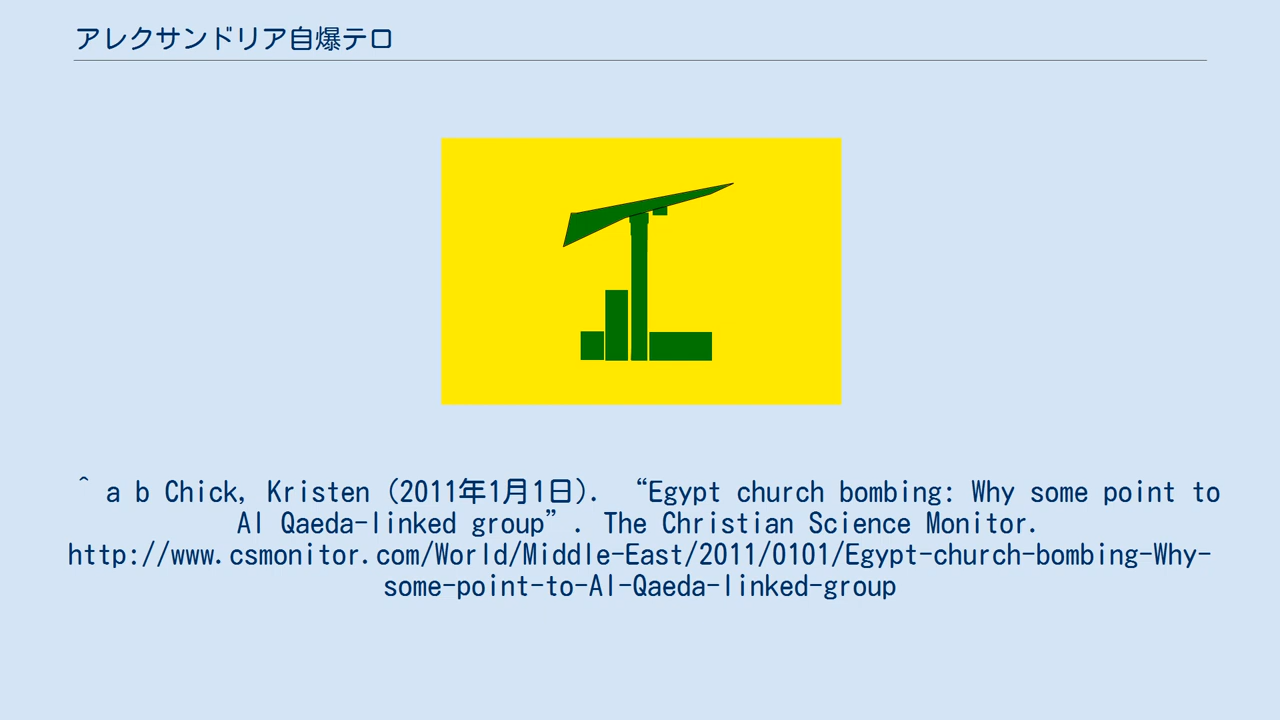 アレクサンドリア自爆テロ
^ a b Chick, Kristen (2011年1月1日). “Egypt church bombing: Why some point to
Al Qaeda-linked group”. The Christian Science Monitor.
http://www.csmonitor.com/World/Middle-East/2011/0101/Egypt-church-bombing-Why-
some-point-to-Al-Qaeda-linked-group